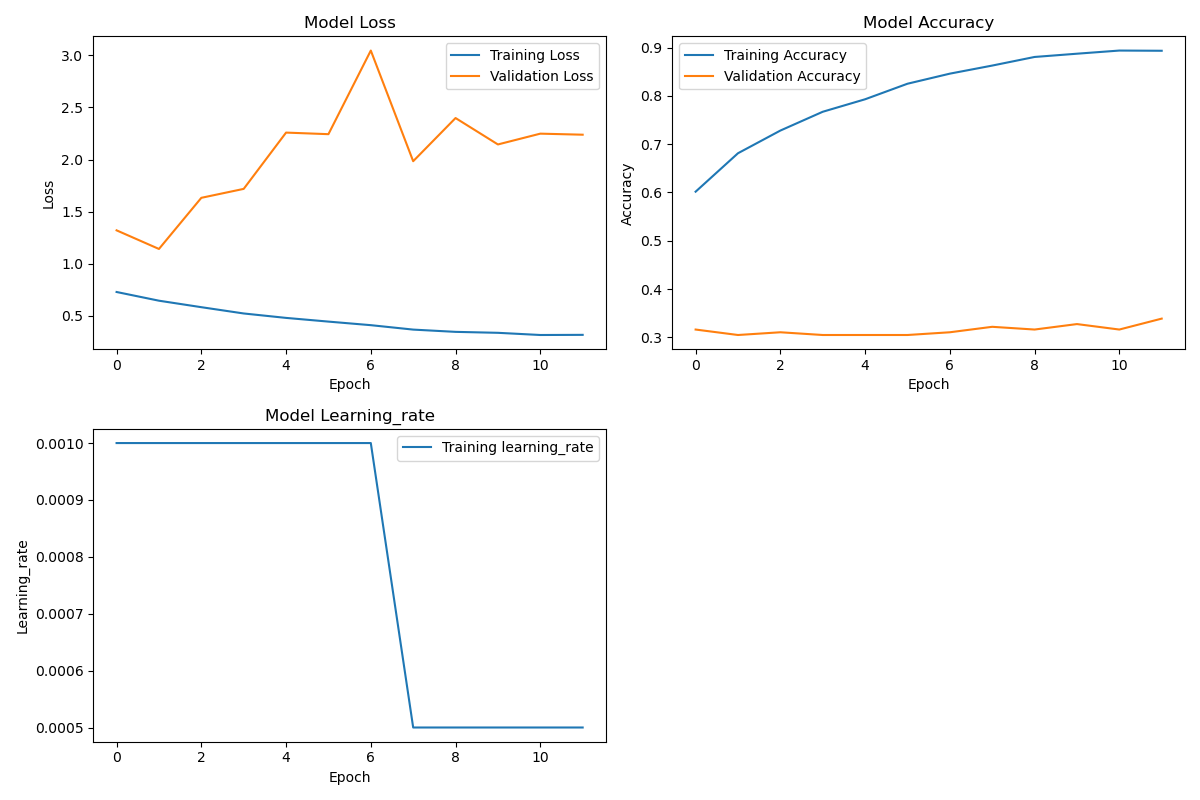 Model Loss
3.0
2.5
2.0
1.5
1.0
0.5
Loss
Training Loss
Validation Loss
0 2 4 6 8 10
Epoch
Model Accuracy
0.9
0.8
0.7
0.6
0.5
0.4
0.3
Accuracy
Training Accuracy
Validation Accuracy
0 2 4 6 8 10
Epoch
Model Learning_rate
0.0010
0.0009
0.0008
0.0007
0.0006
0.0005
Learning_rate
Training learning_rate
0 2 4 6 8 10
Epoch